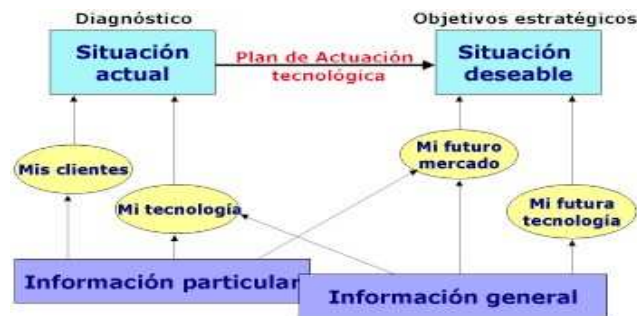 Diagnóstico
Objetivos estratégicos
Situación
actual
Plan de Actuación
tecnológica
Situación
deseable
Mis clientes
Mi tecnología
Mi futuro
mercado
Mi futura
tecnología
Información particular
Información general